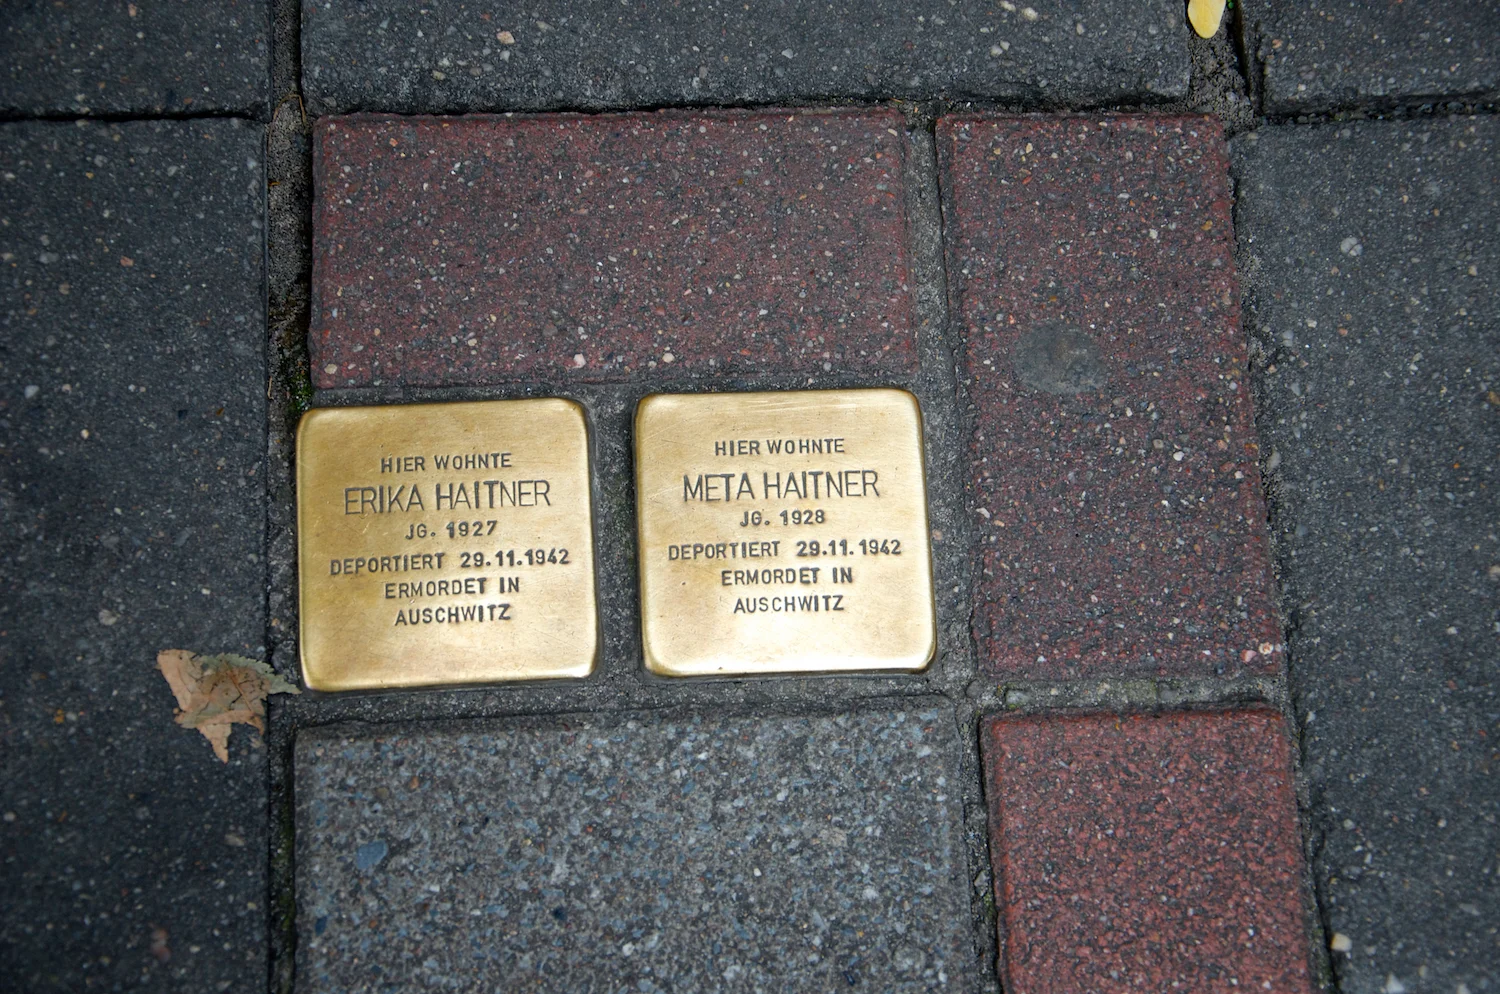 HIER WOHNTE
ERIKA HAITNER
JG. 1927
DEPORTIERT 29.11.1942
ERMORDET IN
AUSCHWITZ
HIER WOHNTE
META HAITNER
JG. 1928
DEPORTIERT 29.11.1942
ERMORDET IN
AUSCHWITZ